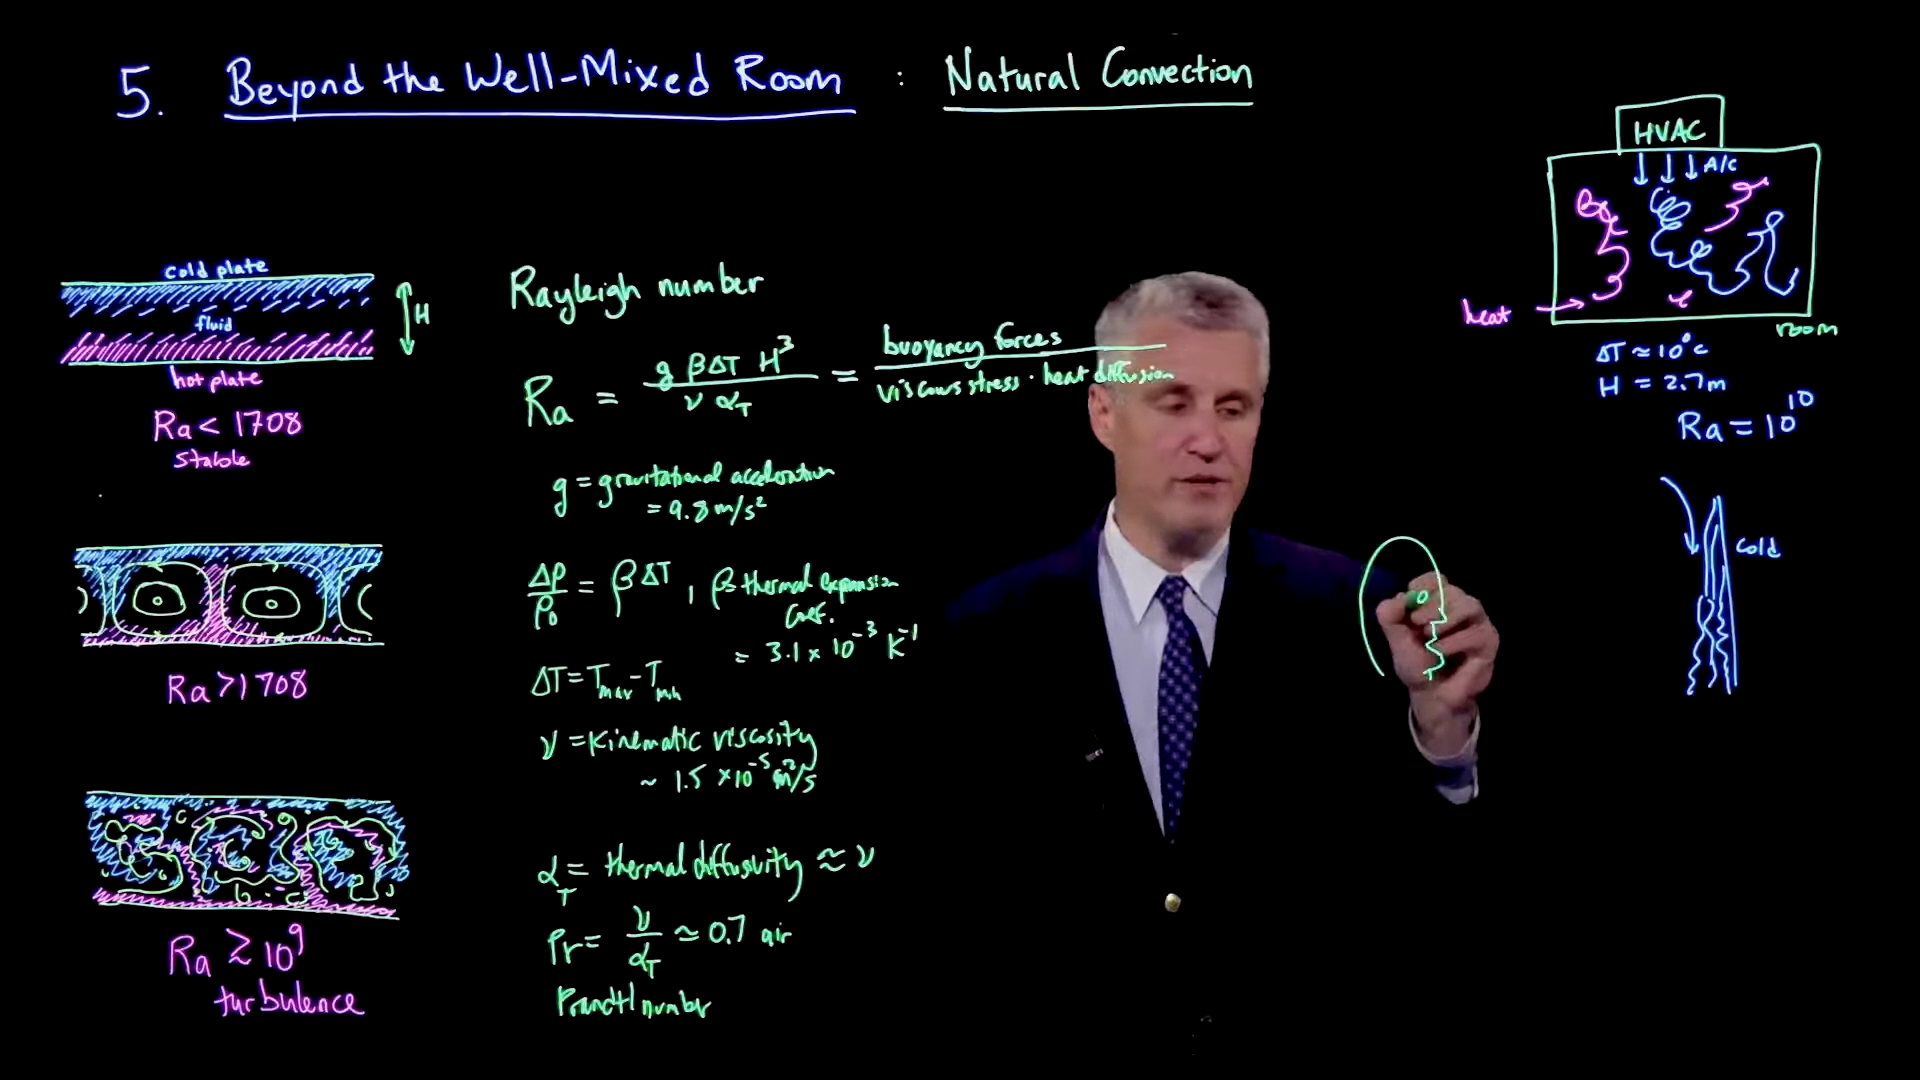 5. Beyond the Well-Mixed Room : Natural Convection
cold plate
fluid
H
hot plate
Ra < 1708
stable
Ra > 1708
Ra ≳ 10⁹
turbulence
Rayleigh number
Ra = g β ΔT H³ / ν α_T = buoyancy forces / viscous stress · heat diffusion
g = gravitational acceleration
= 9.8 m/s²
Δρ/ρ₀ = β ΔT , β = thermal expansion
coef.
= 3.1 x 10⁻³ K⁻¹
ΔT = T_max - T_min
ν = kinematic viscosity
~ 1.5 x 10⁻⁵ m²/s
α_T = thermal diffusivity ≈ ν
Pr = ν/α_T ≈ 0.7 air
Prandtl number
HVAC
A/C
heat
room
ΔT ≈ 10°C
H = 2.7m
Ra = 10¹⁰
cold